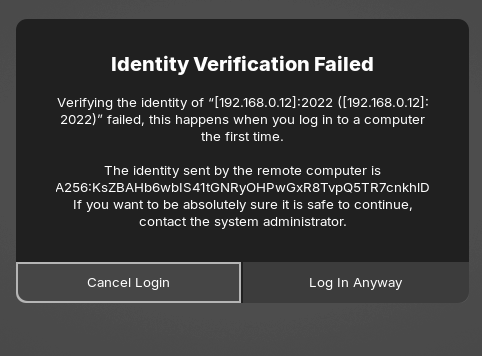 Identity Verification Failed
Verifying the identity of “[192.168.0.12]:2022 ([192.168.0.12]:
2022)” failed, this happens when you log in to a computer
the first time.
The identity sent by the remote computer is
A256:KsZBAHb6wbIS41tGNRyOHPwGxR8TvpQ5TR7cnkhlD
If you want to be absolutely sure it is safe to continue,
contact the system administrator.
Cancel Login
Log In Anyway